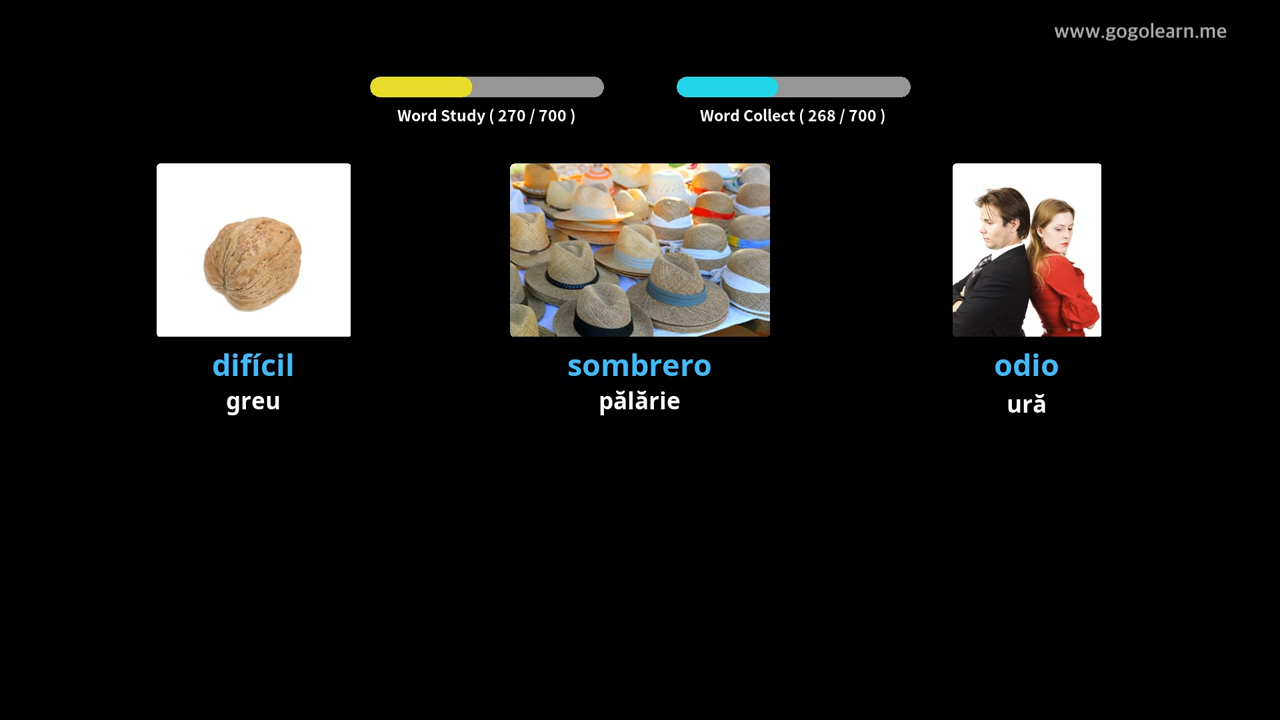 www.gogolearn.me
Word Study ( 270 / 700 )
Word Collect ( 268 / 700 )
difícil
greu
sombrero
pălărie
odio
ură